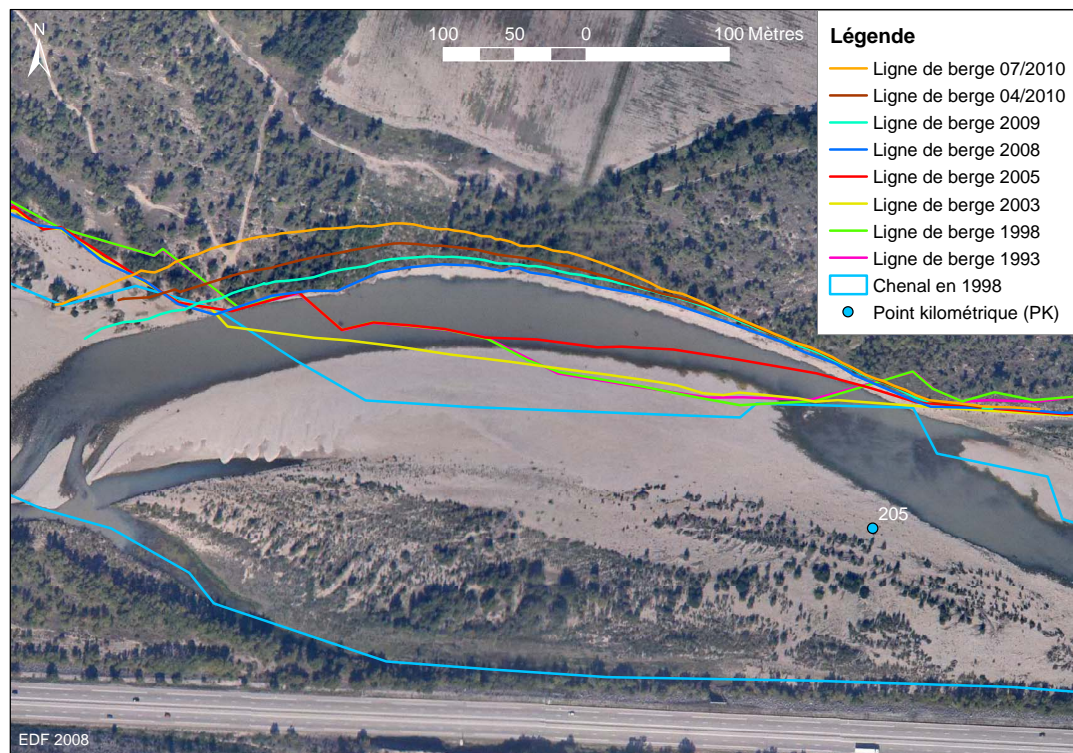 N
100 50 0 100 Mètres
Légende
Ligne de berge 07/2010
Ligne de berge 04/2010
Ligne de berge 2009
Ligne de berge 2008
Ligne de berge 2005
Ligne de berge 2003
Ligne de berge 1998
Ligne de berge 1993
Chenal en 1998
Point kilométrique (PK)
205
EDF 2008